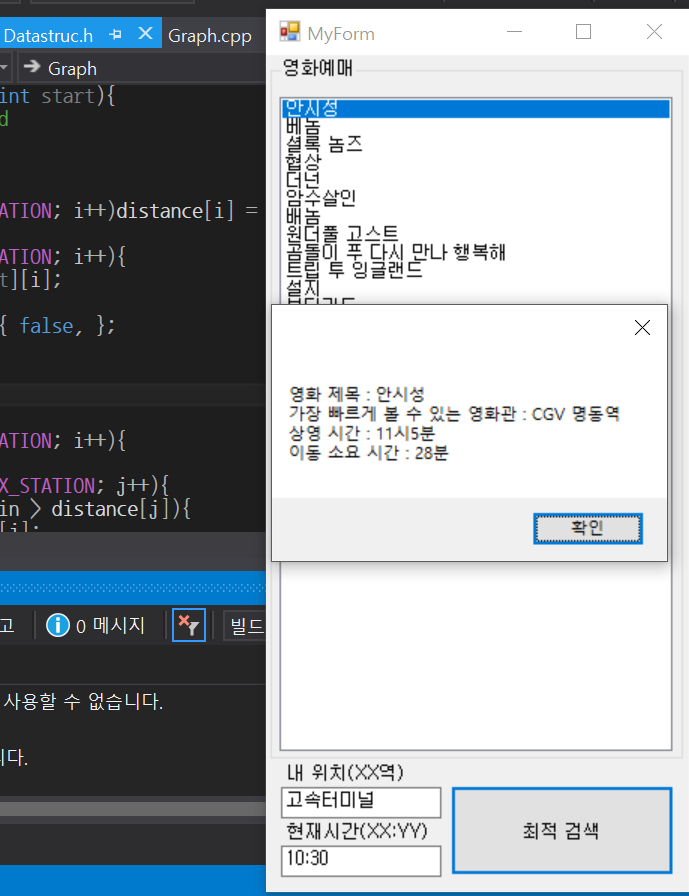 Datastruc.h
Graph.cpp
Graph
int start){
d
ATION; i++)distance[i] =
ATION; i++){
t][i];
{ false, };
ATION; i++){
X_STATION; j++){
in > distance[j]){
[j];
고
0 메시지
빌드
사용할 수 없습니다.
니다.
MyForm
영화예매
안시성
베놈
셜록 놈즈
협상
더넌
암수살인
배놈
원더풀 고스트
곰돌이 푸 다시 만나 행복해
트립 투 잉글랜드
설지
영화 제목 : 안시성
가장 빠르게 볼 수 있는 영화관 : CGV 명동역
상영 시간 : 11시5분
이동 소요 시간 : 28분
확인
내 위치(XX역)
고속터미널
현재시간(XX:YY)
10:30
최적 검색